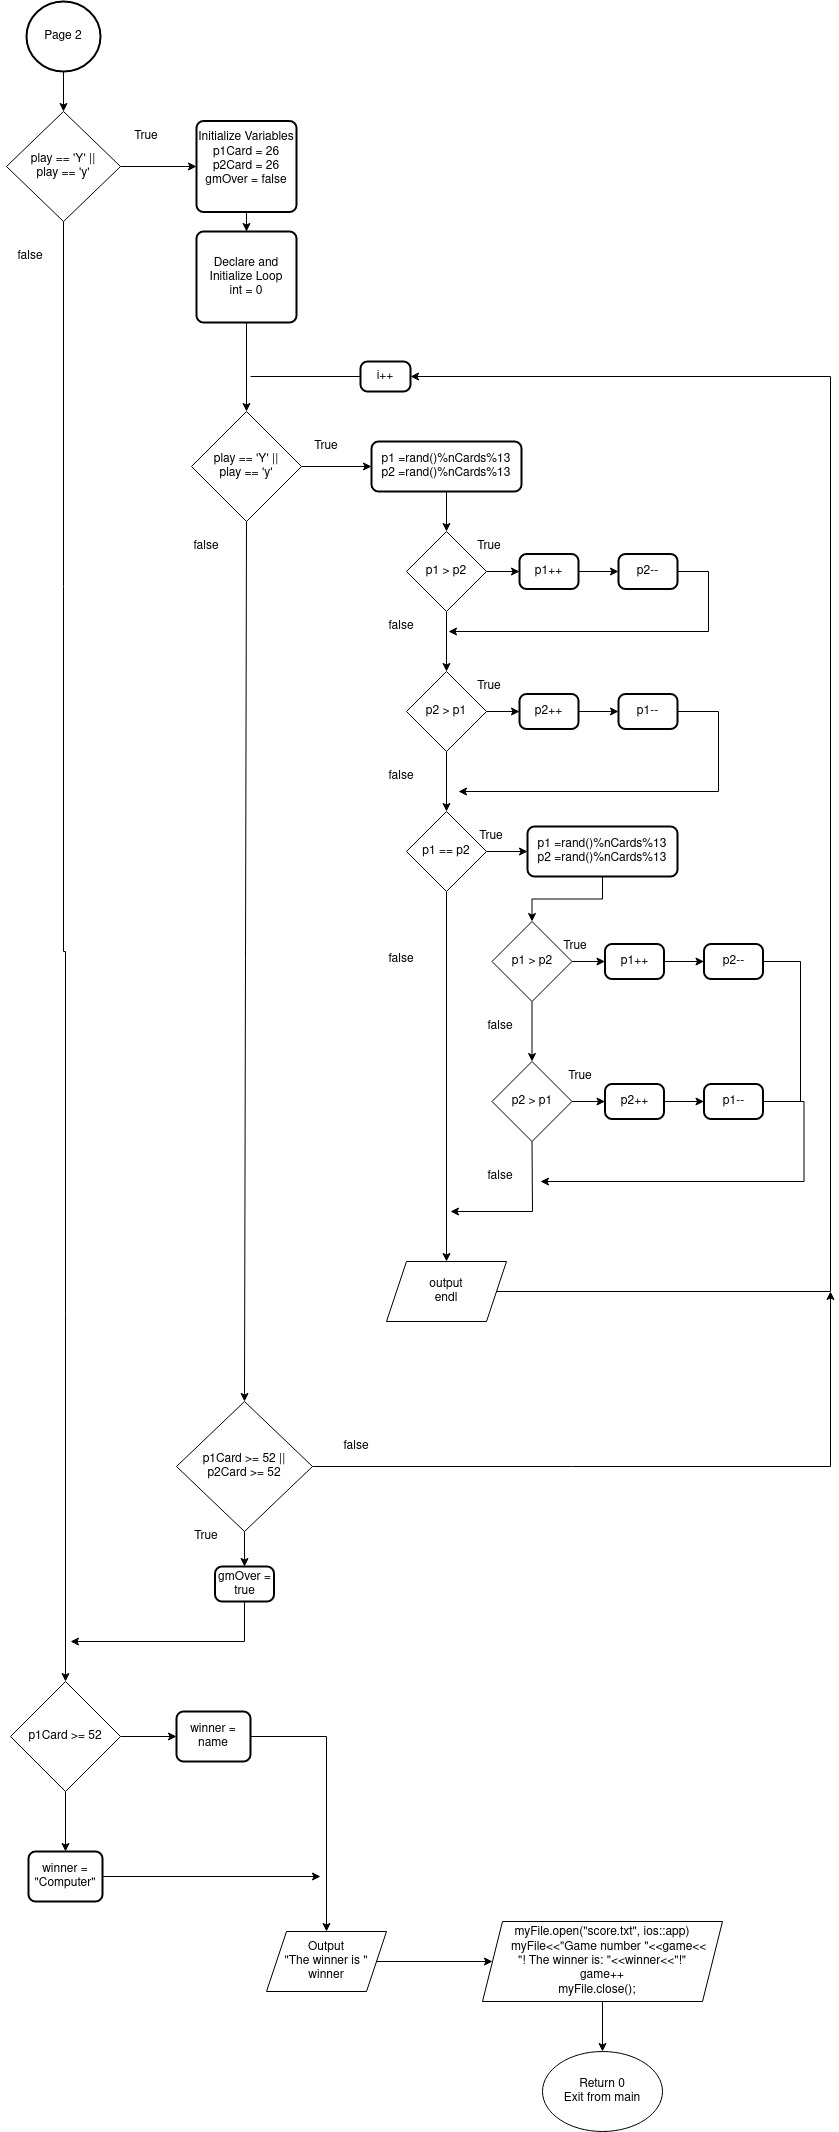 Page 2
True
play == 'Y' ||
play == 'y'
Initialize Variables
p1Card = 26
p2Card = 26
gmOver = false
false
Declare and
Initialize Loop
int = 0
i++
True
play == 'Y' ||
play == 'y'
p1 =rand()%nCards%13
p2 =rand()%nCards%13
false
True
p1 > p2
p1++
p2--
false
True
p2 > p1
p2++
p1--
false
True
p1 == p2
p1 =rand()%nCards%13
p2 =rand()%nCards%13
false
True
p1 > p2
p1++
p2--
false
True
p2 > p1
p2++
p1--
false
output
endl
false
p1Card >= 52 ||
p2Card >= 52
True
gmOver =
true
p1Card >= 52
winner =
name
winner =
"Computer"
Output
"The winner is "
winner
myFile.open("score.txt", ios::app)
myFile<<"Game number "<<game<<
"! The winner is: "<<winner<<"!"
game++
myFile.close();
Return 0
Exit from main